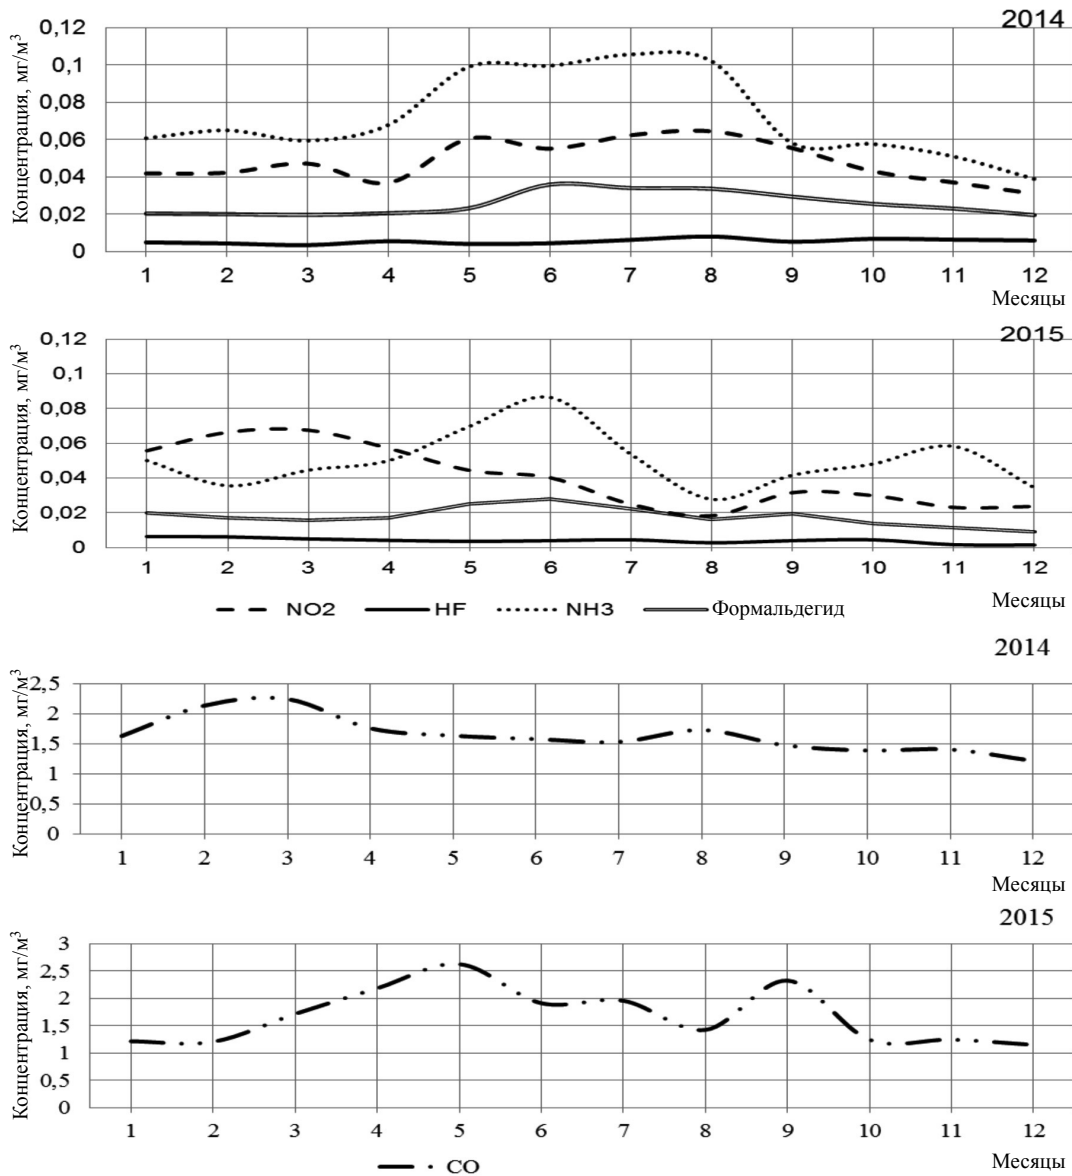 2014
Концентрация, мг/м³
0,12
0,1
0,08
0,06
0,04
0,02
0
1 2 3 4 5 6 7 8 9 10 11 12
Месяцы
2015
Концентрация, мг/м³
0,12
0,1
0,08
0,06
0,04
0,02
0
1 2 3 4 5 6 7 8 9 10 11 12
Месяцы
NO2 HF NH3 Формальдегид
2014
Концентрация, мг/м³
2,5
2
1,5
1
0,5
0
1 2 3 4 5 6 7 8 9 10 11 12
Месяцы
2015
Концентрация, мг/м³
3
2,5
2
1,5
1
0,5
0
1 2 3 4 5 6 7 8 9 10 11 12
Месяцы
CO